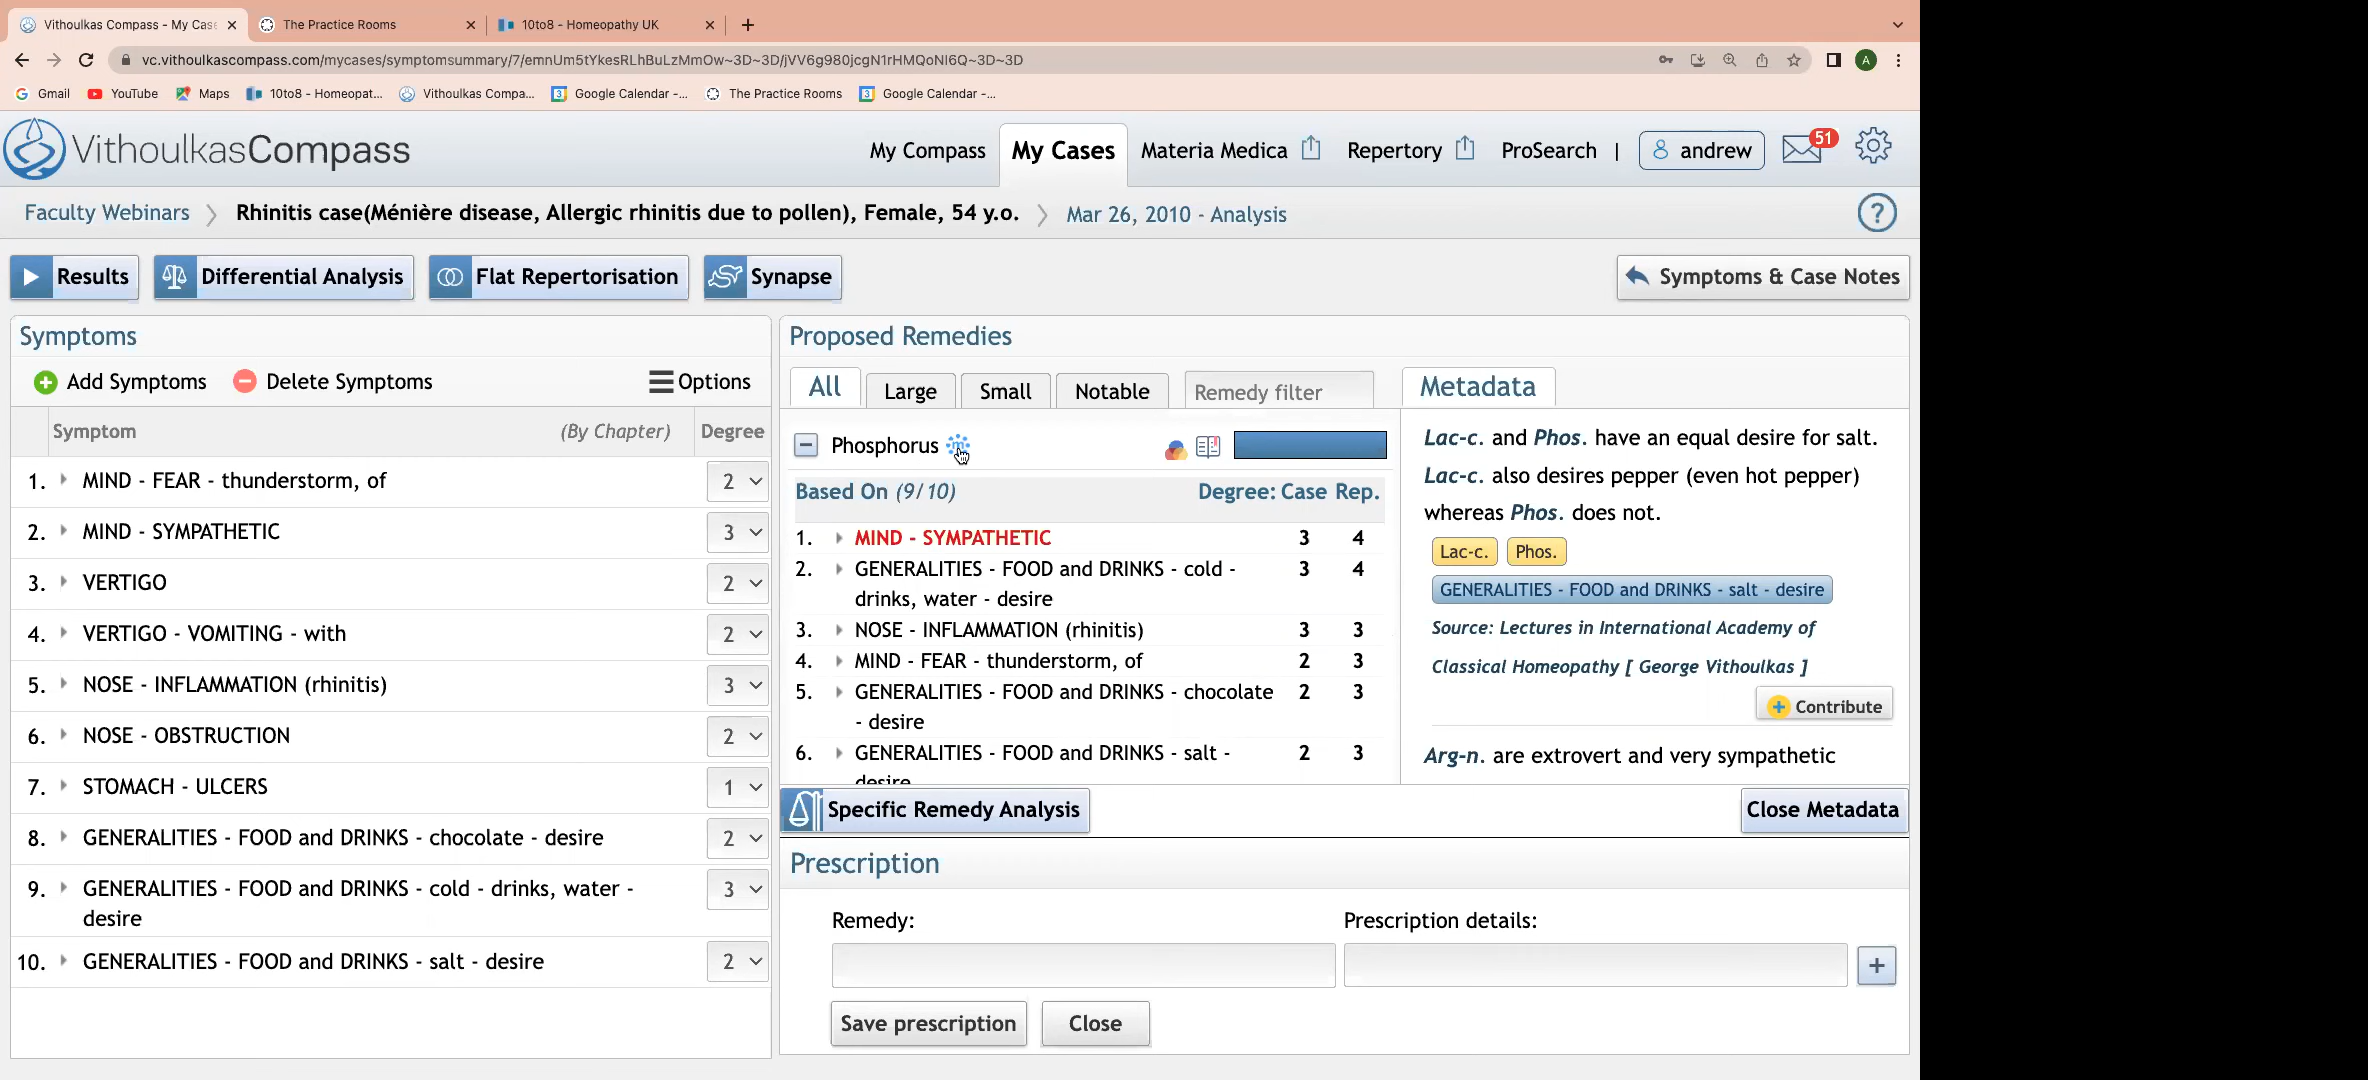 Vithoulkas Compass - My Cas
The Practice Rooms
10to8 - Homeopathy UK
vc.vithoulkascompass.com/mycases/symptomsummary/7/emnUm5tYkesRLhBuLzMmOw~3D~3D/jVV6g980jcgN1rHMQoNI6Q~3D~3D
A
Gmail
YouTube
Maps
10to8 - Homeopat...
Vithoulkas Compa...
3 Google Calendar -...
The Practice Rooms
3 Google Calendar -...
VithoulkasCompass
My Compass
My Cases
Materia Medica
Repertory
ProSearch |
andrew
51
Faculty Webinars
Rhinitis case(Ménière disease, Allergic rhinitis due to pollen), Female, 54 y.o.
Mar 26, 2010 - Analysis
?
Results
Differential Analysis
Flat Repertorisation
Synapse
Symptoms & Case Notes
Symptoms
Add Symptoms
Delete Symptoms
Options
Symptom (By Chapter) Degree
1. MIND - FEAR - thunderstorm, of 2
2. MIND - SYMPATHETIC 3
3. VERTIGO 2
4. VERTIGO - VOMITING - with 2
5. NOSE - INFLAMMATION (rhinitis) 3
6. NOSE - OBSTRUCTION 2
7. STOMACH - ULCERS 1
8. GENERALITIES - FOOD and DRINKS - chocolate - desire 2
9. GENERALITIES - FOOD and DRINKS - cold - drinks, water - 3
desire
10. GENERALITIES - FOOD and DRINKS - salt - desire 2
Proposed Remedies
All
Large
Small
Notable
Remedy filter
Phosphorus m
Based On (9/10) Degree: Case Rep.
1. MIND - SYMPATHETIC 3 4
2. GENERALITIES - FOOD and DRINKS - cold - 3 4
drinks, water - desire
3. NOSE - INFLAMMATION (rhinitis) 3 3
4. MIND - FEAR - thunderstorm, of 2 3
5. GENERALITIES - FOOD and DRINKS - chocolate 2 3
- desire
6. GENERALITIES - FOOD and DRINKS - salt - 2 3
desire
Metadata
Lac-c. and Phos. have an equal desire for salt.
Lac-c. also desires pepper (even hot pepper)
whereas Phos. does not.
Lac-c. Phos.
GENERALITIES - FOOD and DRINKS - salt - desire
Source: Lectures in International Academy of
Classical Homeopathy [ George Vithoulkas ]
+ Contribute
Arg-n. are extrovert and very sympathetic
Specific Remedy Analysis
Close Metadata
Prescription
Remedy:
Prescription details:
+
Save prescription
Close